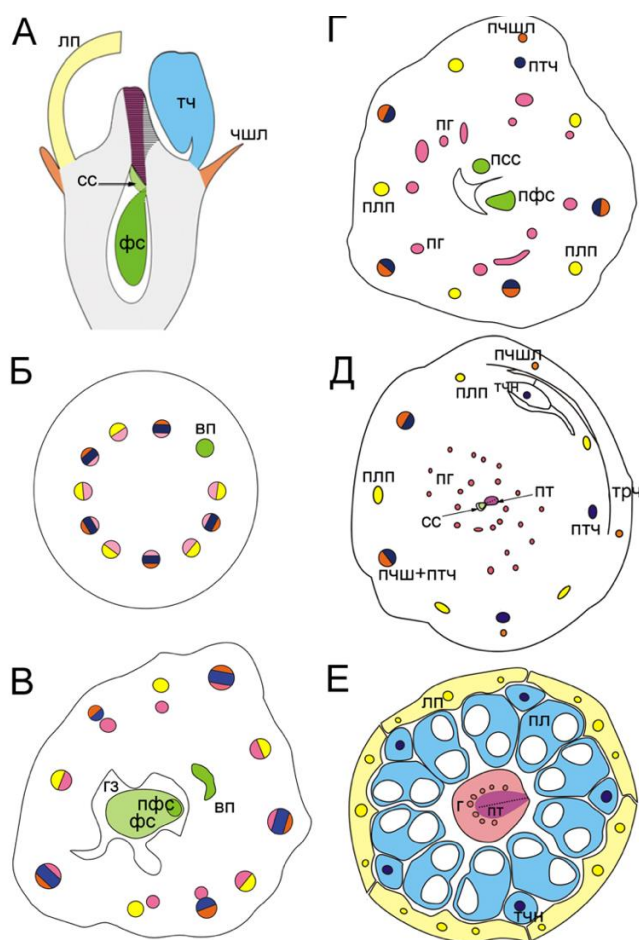 А
лп
тч
чшл
сс
фс
Б
вп
В
гз
пфс
фс
вп
Г
пчшл
птч
пг
псс
плп
пфс
пг
плп
Д
пчшл
плп
тчн
плп
пг
пт
трч
сс
птч
пчш+птч
Е
лп
пл
г
пт
тчн